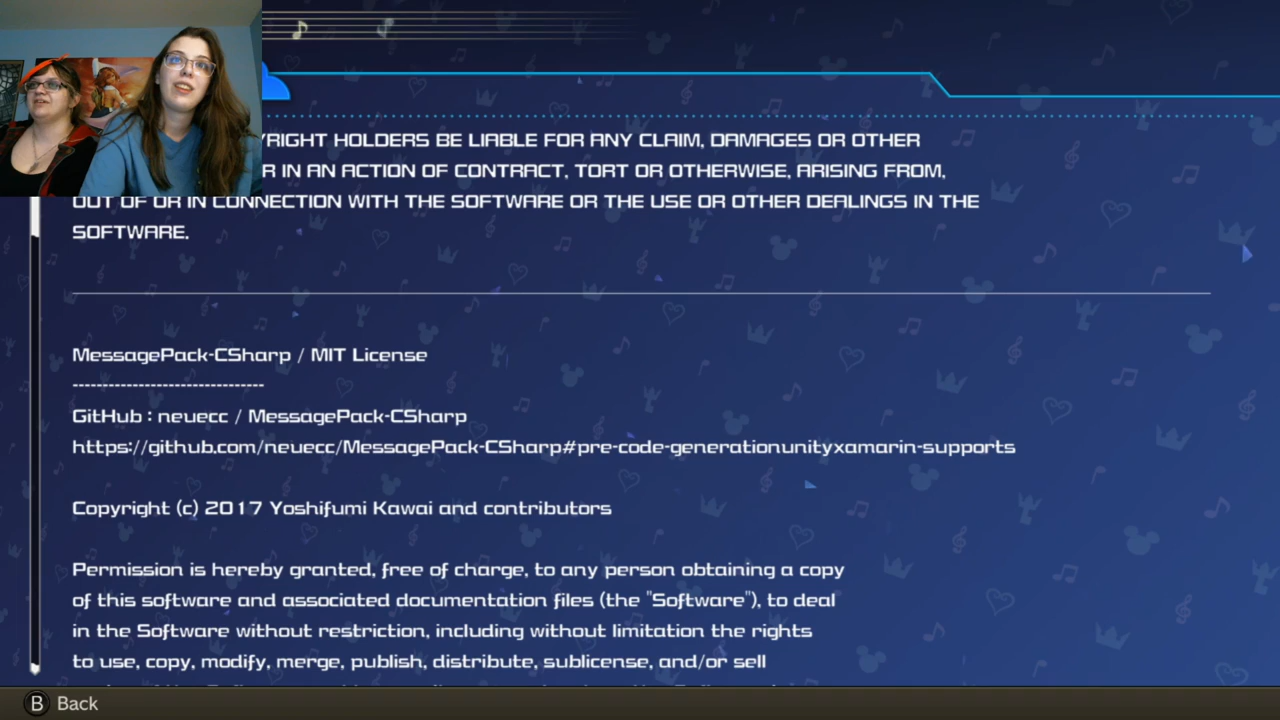 YRIGHT HOLDERS BE LIABLE FOR ANY CLAIM, DAMAGES OR OTHER
R IN AN ACTION OF CONTRACT, TORT OR OTHERWISE, ARISING FROM,
OUT OF OR IN CONNECTION WITH THE SOFTWARE OR THE USE OR OTHER DEALINGS IN THE
SOFTWARE.
MessagePack-CSharp / MIT License
--------------------------------
GitHub : neuecc / MessagePack-CSharp
https://github.com/neuecc/MessagePack-CSharp#pre-code-generationunityxamarin-supports
Copyright (c) 2017 Yoshifumi Kawai and contributors
Permission is hereby granted, free of charge, to any person obtaining a copy
of this software and associated documentation files (the "Software"), to deal
in the Software without restriction, including without limitation the rights
to use, copy, modify, merge, publish, distribute, sublicense, and/or sell
B Back